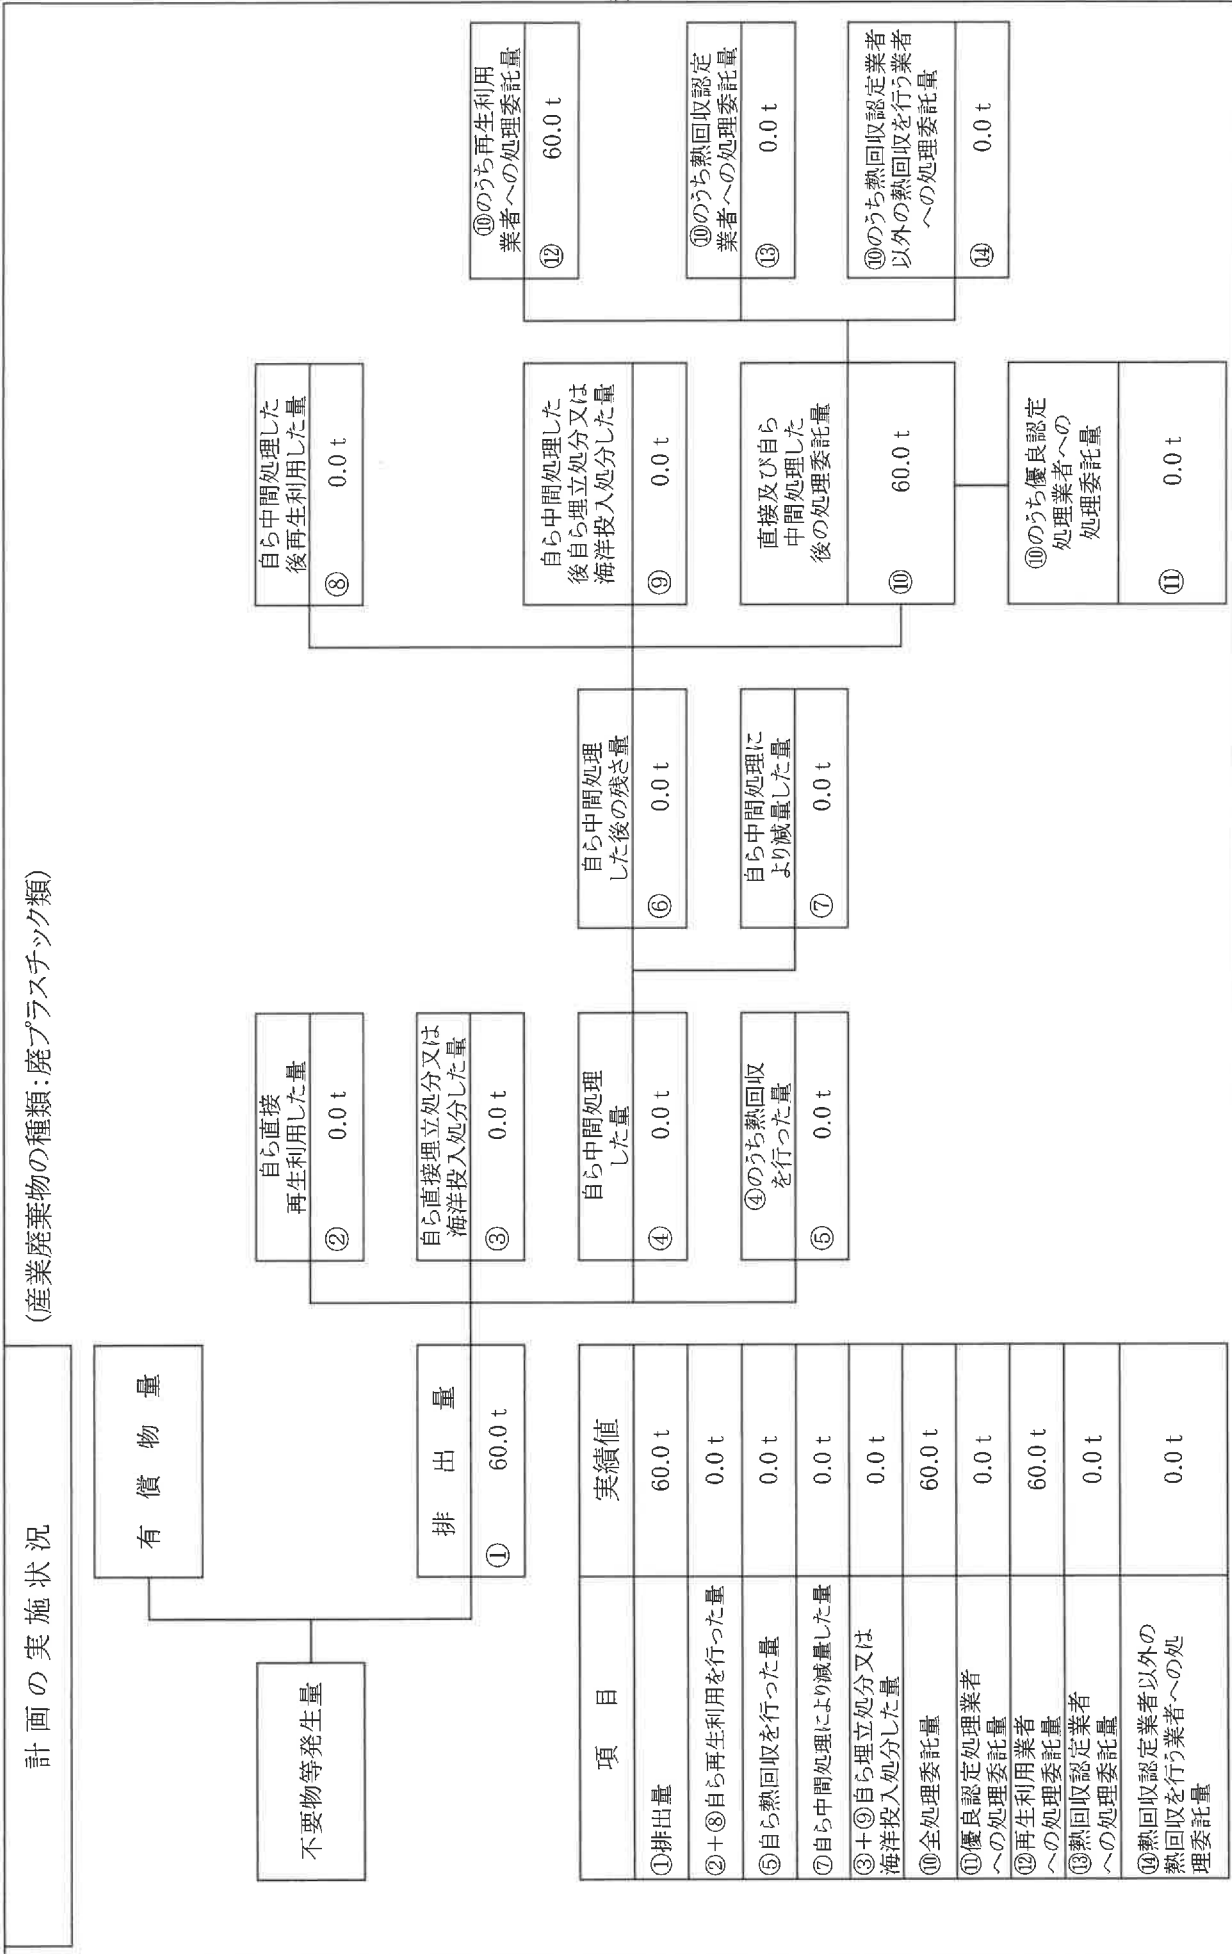 計画の実施状況
(産業廃棄物の種類:廃プラスチック類)
不要物等発生量
有償物量
排出量
① 60.0 t
自ら直接
再生利用した量
② 0.0 t
自ら直接埋立処分又は
海洋投入処分した量
③ 0.0 t
自ら中間処理
した量
④ 0.0 t
④のうち熱回収
を行った量
⑤ 0.0 t
自ら中間処理
した後の残さ量
⑥ 0.0 t
自ら中間処理に
より減量した量
⑦ 0.0 t
自ら中間処理した
後再生利用した量
⑧ 0.0 t
自ら中間処理した
後自ら埋立処分又は
海洋投入処分した量
⑨ 0.0 t
直接及び自ら
中間処理した
後の処理委託量
⑩ 60.0 t
⑩のうち優良認定
処理業者への
処理委託量
⑪ 0.0 t
⑩のうち再生利用
業者への処理委託量
⑫ 60.0 t
⑩のうち熱回収認定
業者への処理委託量
⑬ 0.0 t
⑩のうち熱回収認定業者
以外の熱回収を行う業者
への処理委託量
⑭ 0.0 t
項目 実績値
①排出量 60.0 t
②+⑧自ら再生利用を行った量 0.0 t
⑤自ら熱回収を行った量 0.0 t
⑦自ら中間処理により減量した量 0.0 t
③+⑨自ら埋立処分又は
海洋投入処分した量 0.0 t
⑩全処理委託量 60.0 t
⑪優良認定処理業者
への処理委託量 0.0 t
⑫再生利用業者
への処理委託量 60.0 t
⑬熱回収認定業者
への処理委託量 0.0 t
⑭熱回収認定業者以外の
熱回収を行う業者への処
理委託量 0.0 t